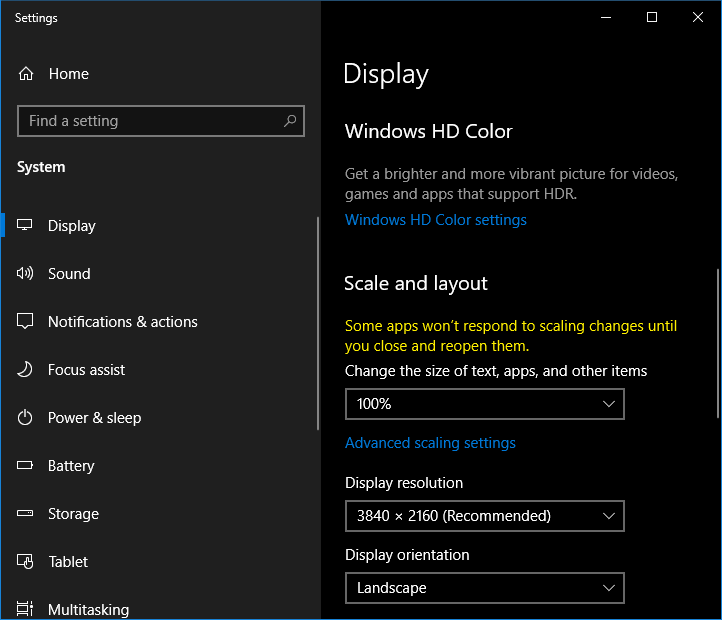 Settings
Home
Find a setting
System
Display
Sound
Notifications & actions
Focus assist
Power & sleep
Battery
Storage
Tablet
Multitasking
Display
Windows HD Color
Get a brighter and more vibrant picture for videos,
games and apps that support HDR.
Windows HD Color settings
Scale and layout
Some apps won't respond to scaling changes until
you close and reopen them.
Change the size of text, apps, and other items
100%
Advanced scaling settings
Display resolution
3840 × 2160 (Recommended)
Display orientation
Landscape